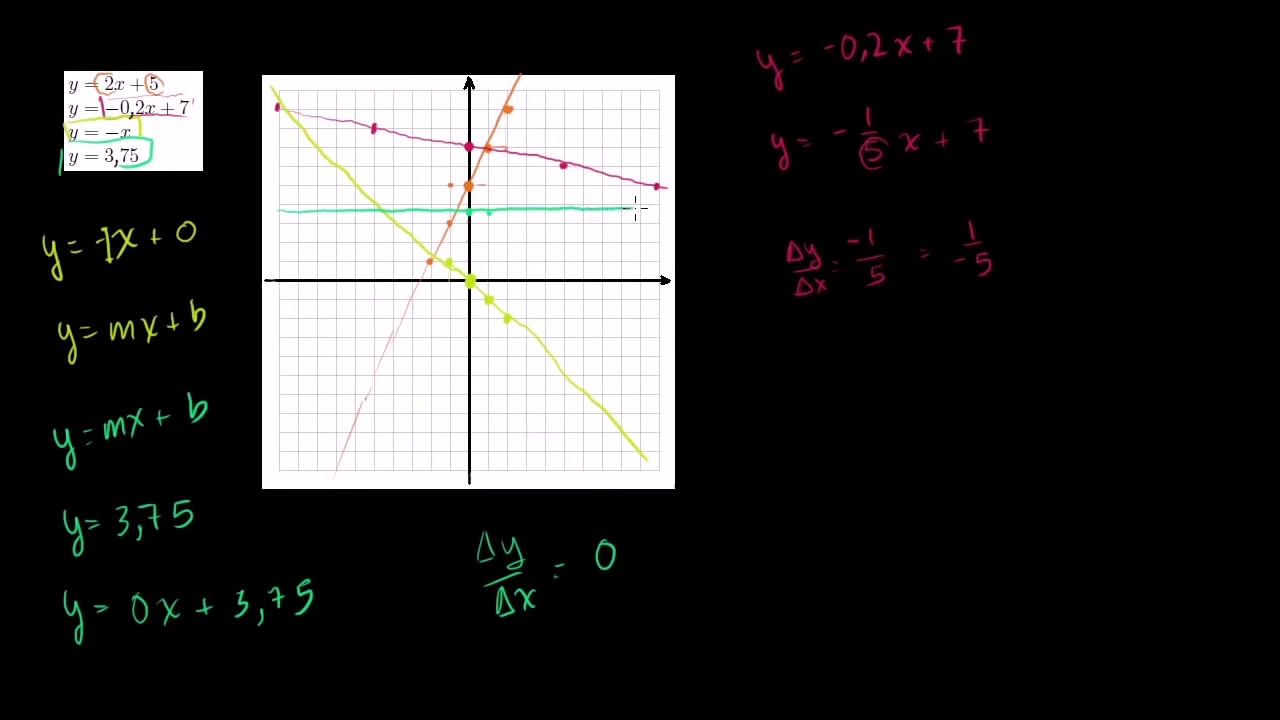 y = 2x + 5
y = −0,2x + 7
y = −x
y = 3,75
y = -1x + 0
y = mx + b
y = mx + b
y = 3,75
y = 0x + 3,75
Δy/Δx = 0
y = -0,2x + 7
y = -1/5 x + 7
Δy/Δx = -1/5 = 1/-5